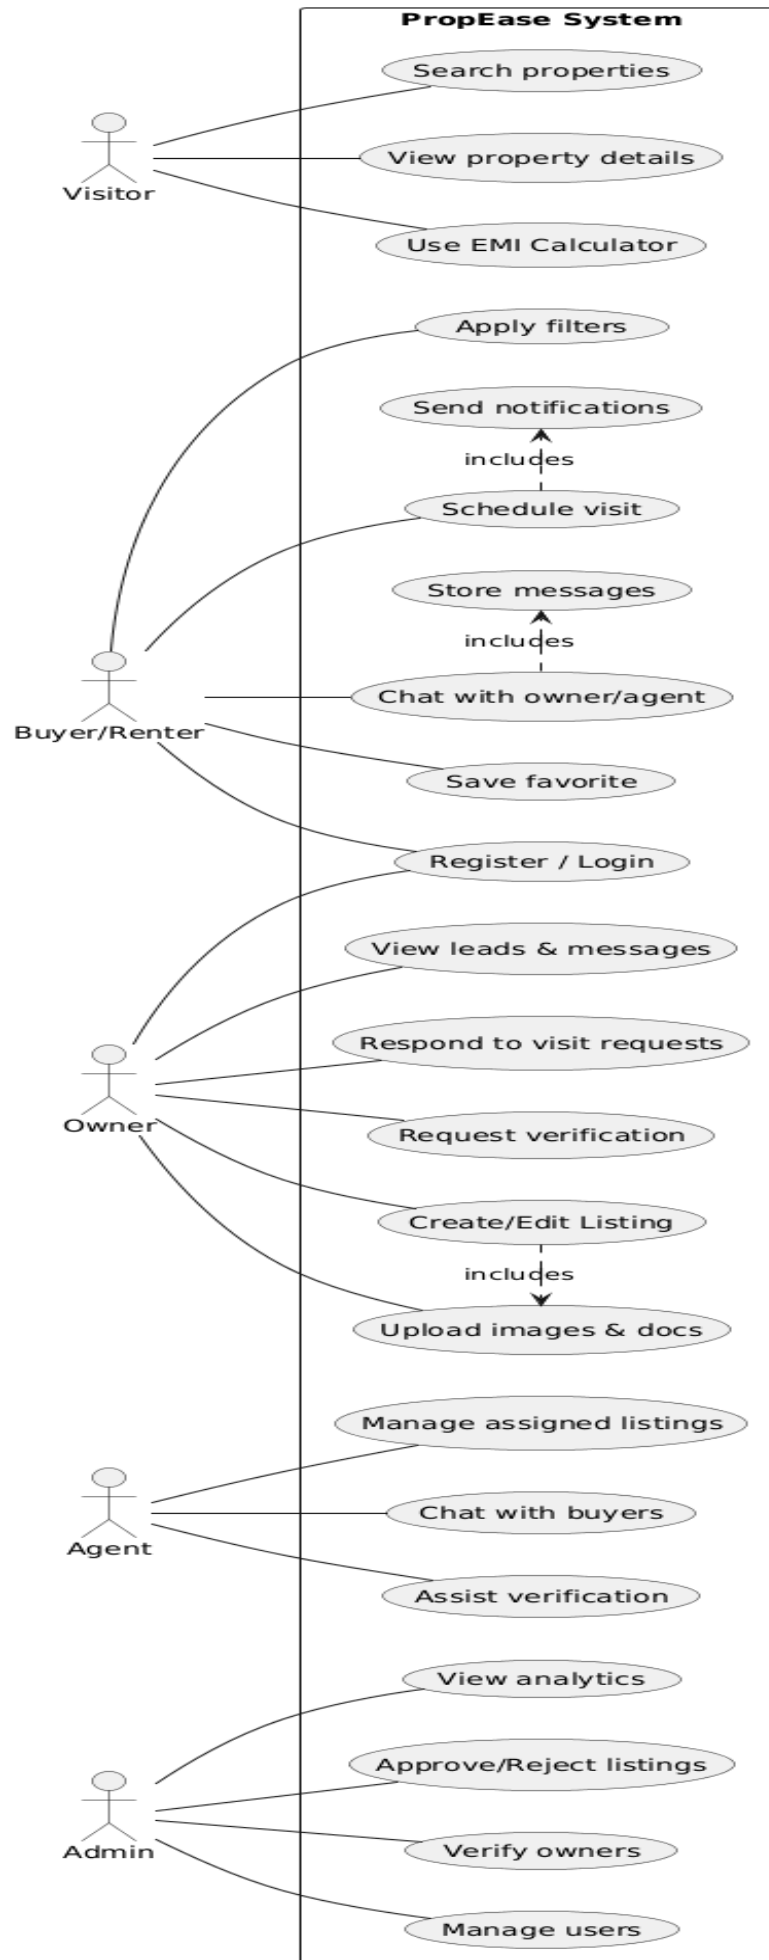 PropEase System
Search properties
View property details
Visitor
Use EMI Calculator
Apply filters
Send notifications
includes
Schedule visit
Store messages
includes
Chat with owner/agent
Buyer/Renter
Save favorite
Register / Login
View leads & messages
Respond to visit requests
Owner
Request verification
Create/Edit Listing
includes
Upload images & docs
Manage assigned listings
Chat with buyers
Agent
Assist verification
View analytics
Approve/Reject listings
Admin
Verify owners
Manage users